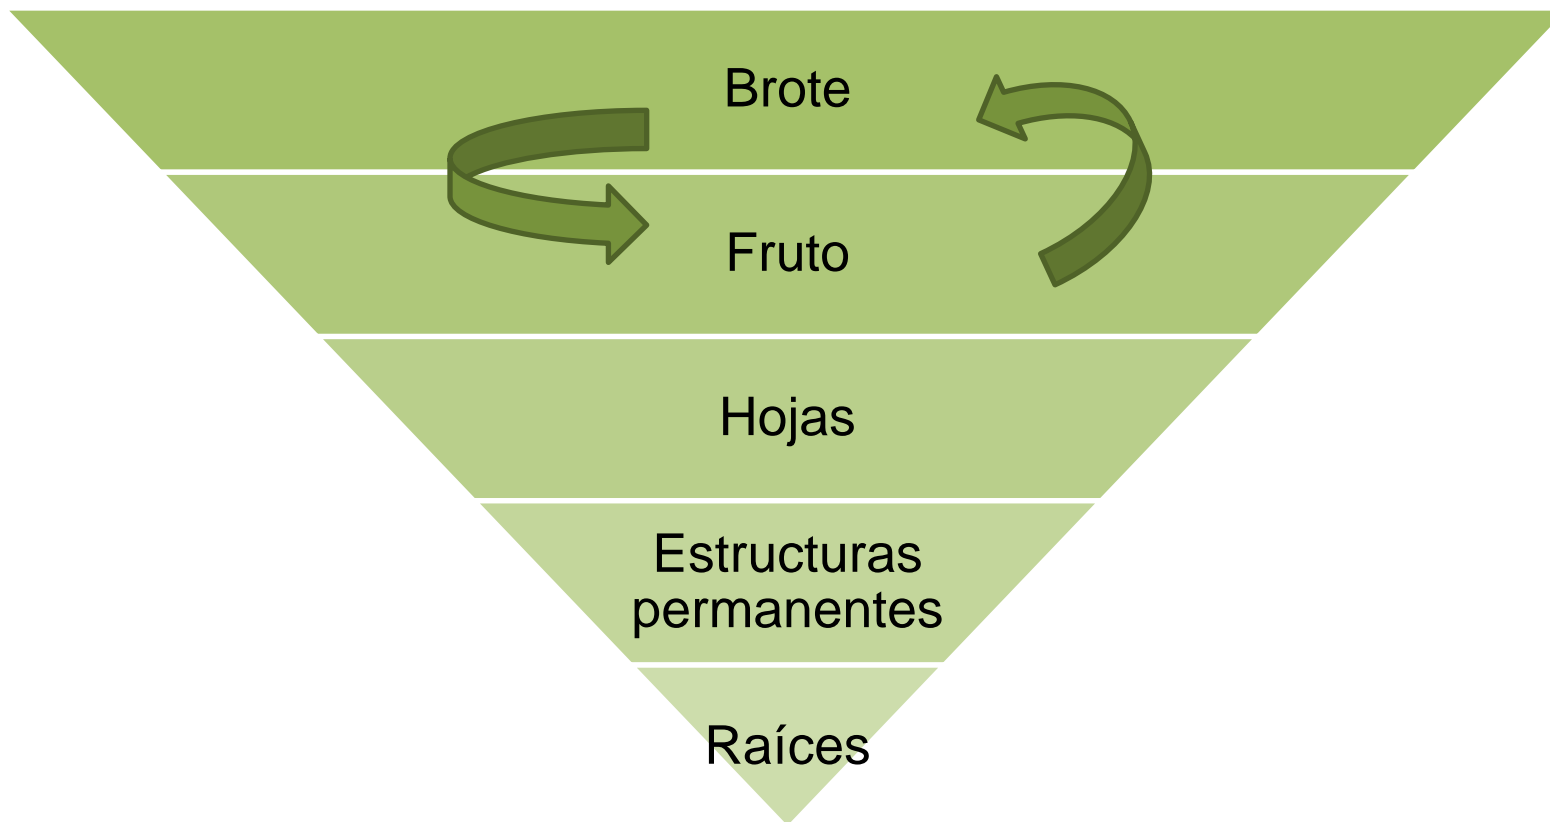 Brote
Fruto
Hojas
Estructuras
permanentes
Raíces